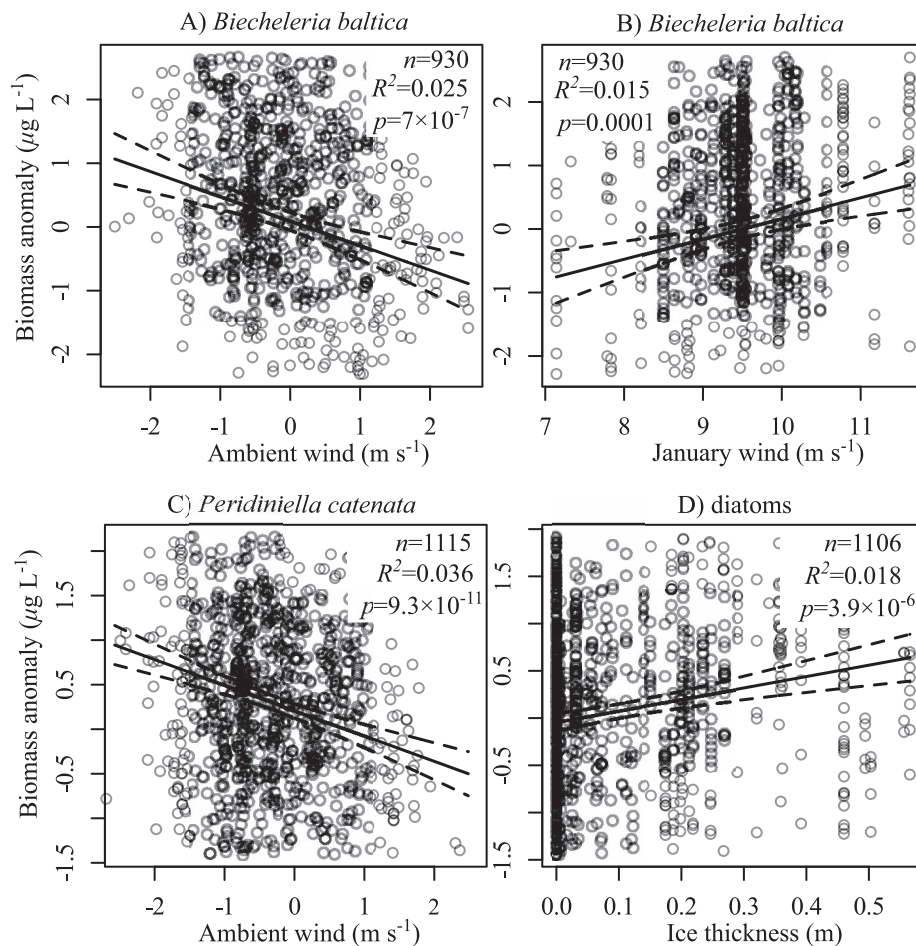 A) Biecheleria baltica
n=930
R²=0.025
p=7×10⁻⁷
Biomass anomaly (µg L⁻¹)
2
1
0
-1
-2
-2 -1 0 1 2
Ambient wind (m s⁻¹)
B) Biecheleria baltica
n=930
R²=0.015
p=0.0001
2
1
0
-1
-2
7 8 9 10 11
January wind (m s⁻¹)
C) Peridiniella catenata
n=1115
R²=0.036
p=9.3×10⁻¹¹
Biomass anomaly (µg L⁻¹)
1.5
0.5
-0.5
-1.5
-2 -1 0 1 2
Ambient wind (m s⁻¹)
D) diatoms
n=1106
R²=0.018
p=3.9×10⁻⁶
1.5
0.5
-0.5
-1.5
0.0 0.1 0.2 0.3 0.4 0.5
Ice thickness (m)